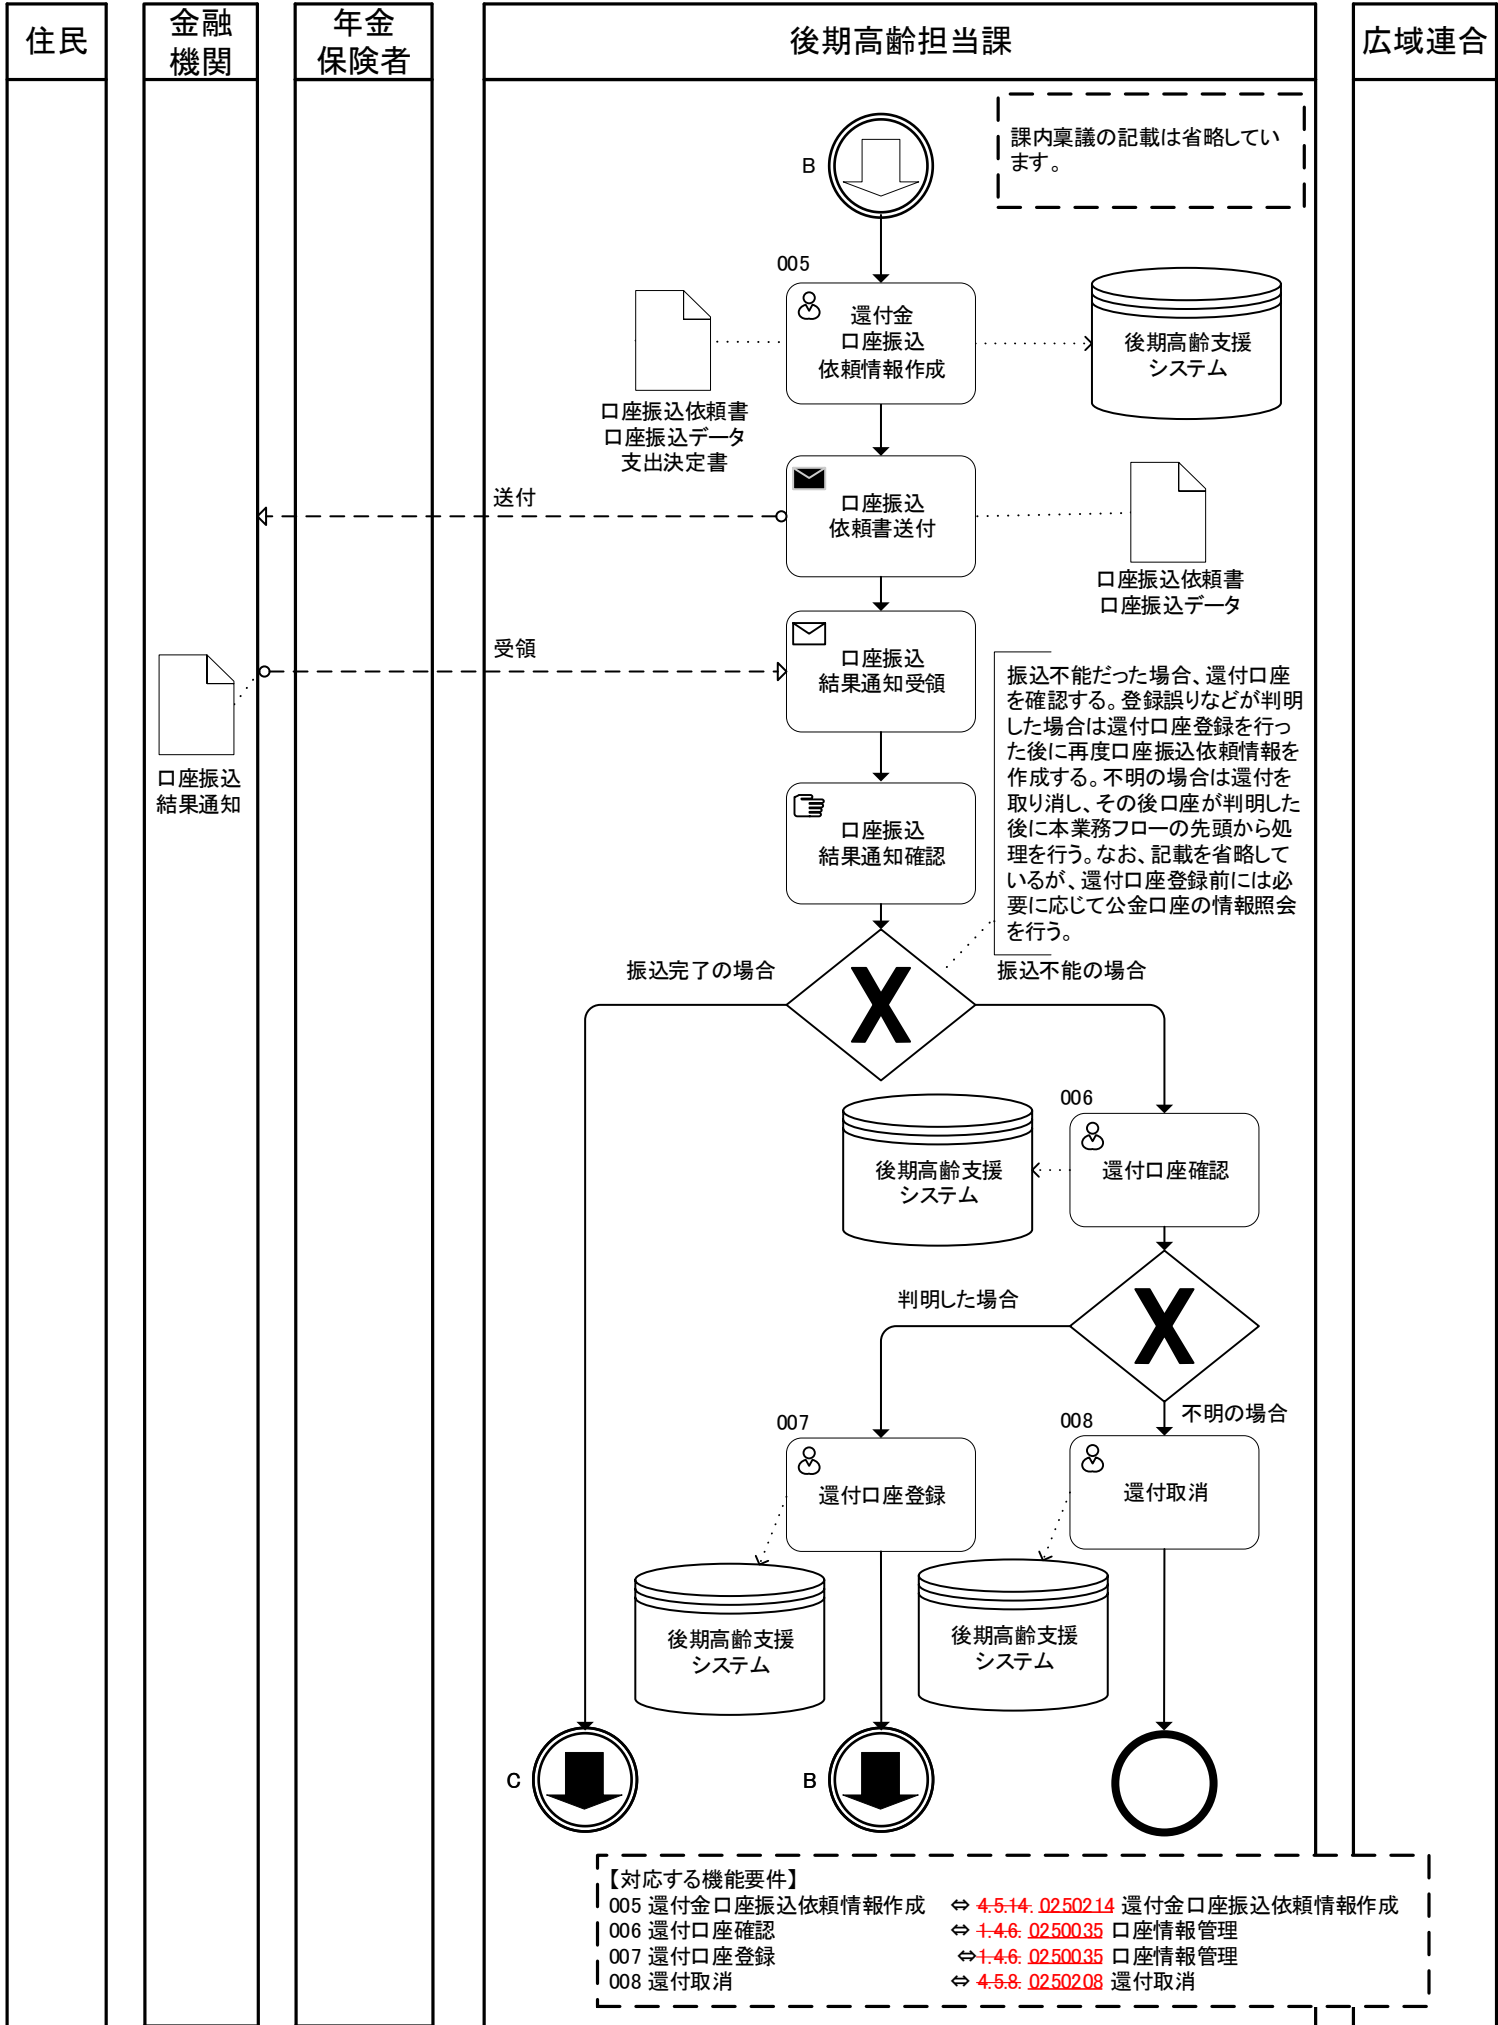 住民
金融
機関
年金
保険者
後期高齢担当課
広域連合
B
課内稟議の記載は省略してい
ます。
005
還付金
口座振込
依頼情報作成
後期高齢支援
システム
口座振込依頼書
口座振込データ
支出決定書
送付
口座振込
依頼書送付
口座振込依頼書
口座振込データ
受領
口座振込
結果通知受領
口座振込
結果通知
振込不能だった場合、還付口座
を確認する。登録誤りなどが判明
した場合は還付口座登録を行っ
た後に再度口座振込依頼情報を
作成する。不明の場合は還付を
取り消し、その後口座が判明した
後に本業務フローの先頭から処
理を行う。なお、記載を省略して
いるが、還付口座登録前には必
要に応じて公金口座の情報照会
を行う。
口座振込
結果通知確認
振込完了の場合
振込不能の場合
X
006
還付口座確認
後期高齢支援
システム
判明した場合
X
不明の場合
007
還付口座登録
008
還付取消
後期高齢支援
システム
後期高齢支援
システム
C
B
【対応する機能要件】
005 還付金口座振込依頼情報作成 ⇔ 4.5.14. 0250214 還付金口座振込依頼情報作成
006 還付口座確認 ⇔ 1.4.6. 0250035 口座情報管理
007 還付口座登録 ⇔1.4.6. 0250035 口座情報管理
008 還付取消 ⇔ 4.5.8. 0250208 還付取消